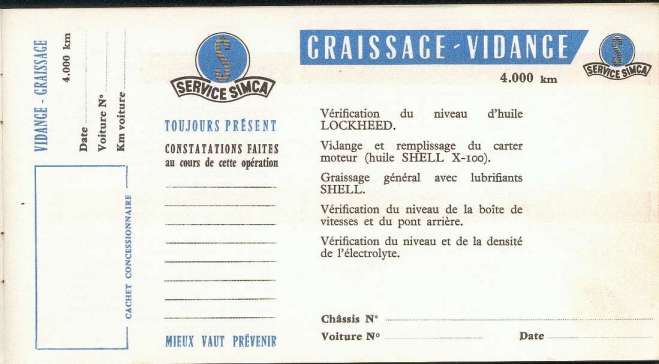 VIDANGE - GRAISSAGE
4.000 km
Date
Voiture N°
Km voiture
CACHET CONCESSIONNAIRE
SERVICE SIMCA
TOUJOURS PRÉSENT
CONSTATATIONS FAITES
au cours de cette opération
MIEUX VAUT PRÉVENIR
GRAISSAGE - VIDANGE
4.000 km
SERVICE SIMCA
Vérification du niveau d'huile
LOCKHEED.
Vidange et remplissage du carter
moteur (huile SHELL X-100).
Graissage général avec lubrifiants
SHELL.
Vérification du niveau de la boîte de
vitesses et du pont arrière.
Vérification du niveau et de la densité
de l'électrolyte.
Châssis N°
Voiture N° Date